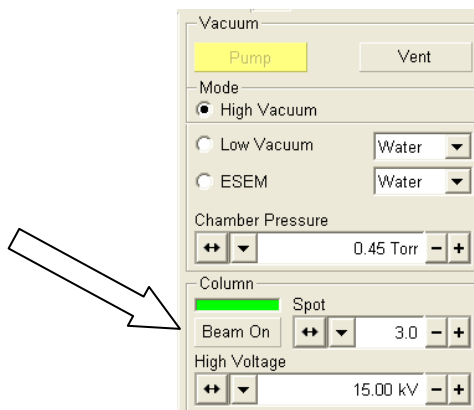 Vacuum
Pump Vent
Mode
High Vacuum
Low Vacuum Water
ESEM Water
Chamber Pressure
0.45 Torr
Column
Spot
Beam On 3.0
High Voltage
15.00 kV